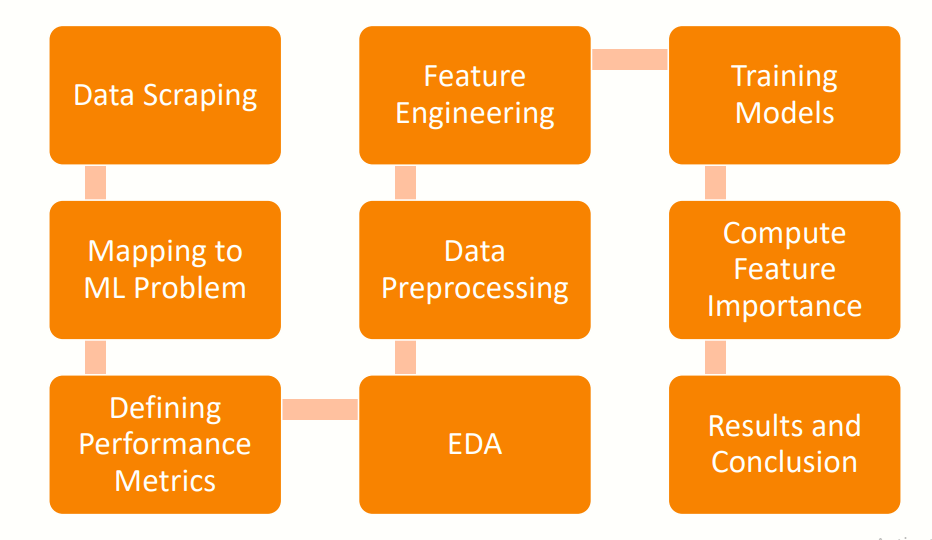 Data Scraping
Mapping to
ML Problem
Defining
Performance
Metrics
EDA
Data
Preprocessing
Feature
Engineering
Training
Models
Compute
Feature
Importance
Results and
Conclusion